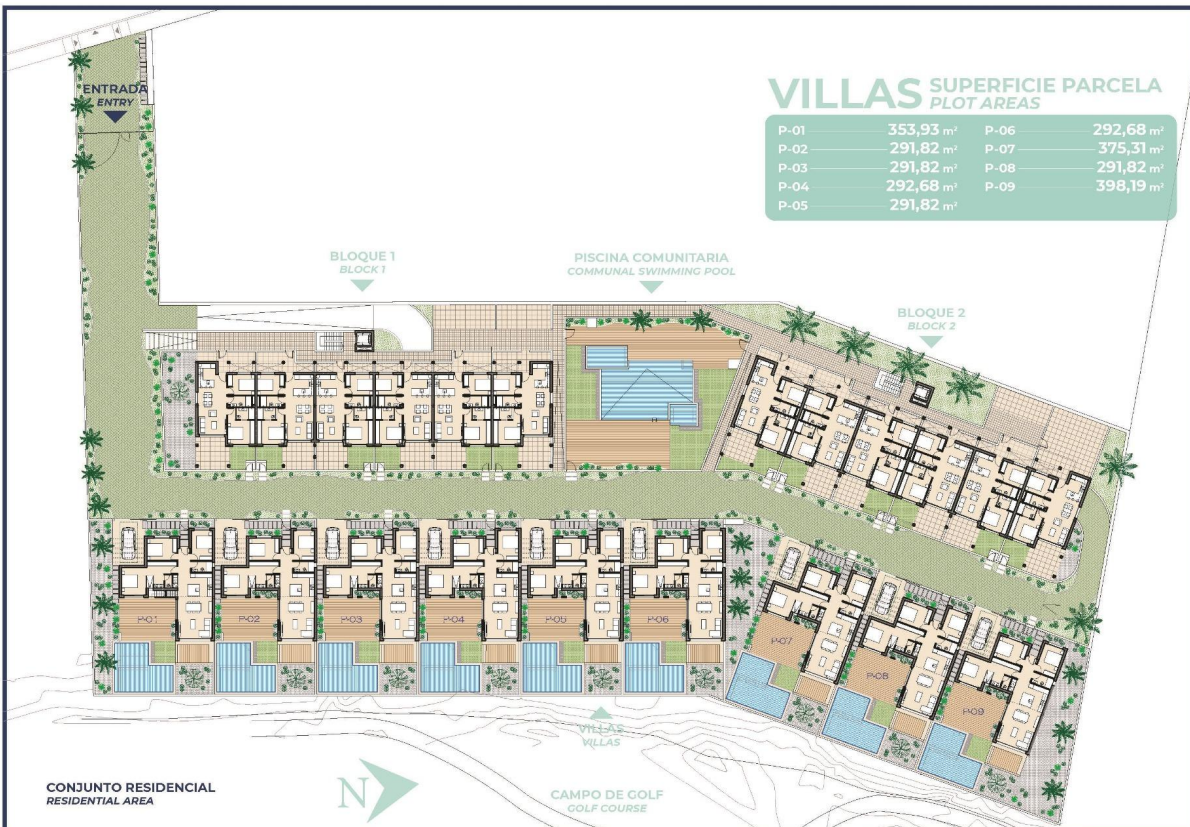 ENTRADA
ENTRY
VILLAS SUPERFICIE PARCELA
PLOT AREAS
P-01 353,93 m² P-06 292,68 m²
P-02 291,82 m² P-07 375,31 m²
P-03 291,82 m² P-08 291,82 m²
P-04 292,68 m² P-09 398,19 m²
P-05 291,82 m²
BLOQUE 1
BLOCK 1
PISCINA COMUNITARIA
COMMUNAL SWIMMING POOL
BLOQUE 2
BLOCK 2
P-01 P-02 P-03 P-04 P-05 P-06
P-07
P-08
P-09
VILLAS
VILLAS
CONJUNTO RESIDENCIAL
RESIDENTIAL AREA
N
CAMPO DE GOLF
GOLF COURSE